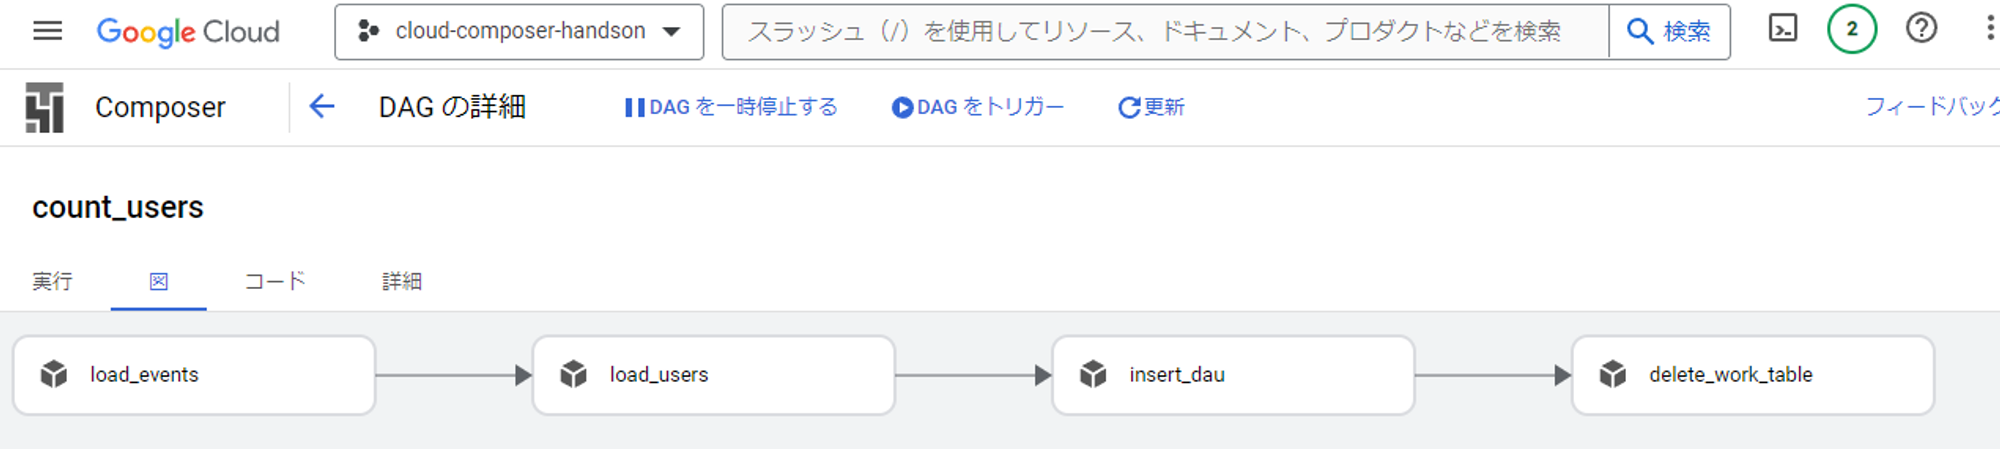 Google Cloud
cloud-composer-handson
スラッシュ（/）を使用してリソース、ドキュメント、プロダクトなどを検索
検索
2
Composer
DAG の詳細
DAG を一時停止する
DAG をトリガー
更新
フィードバック
count_users
実行
図
コード
詳細
load_events
load_users
insert_dau
delete_work_table